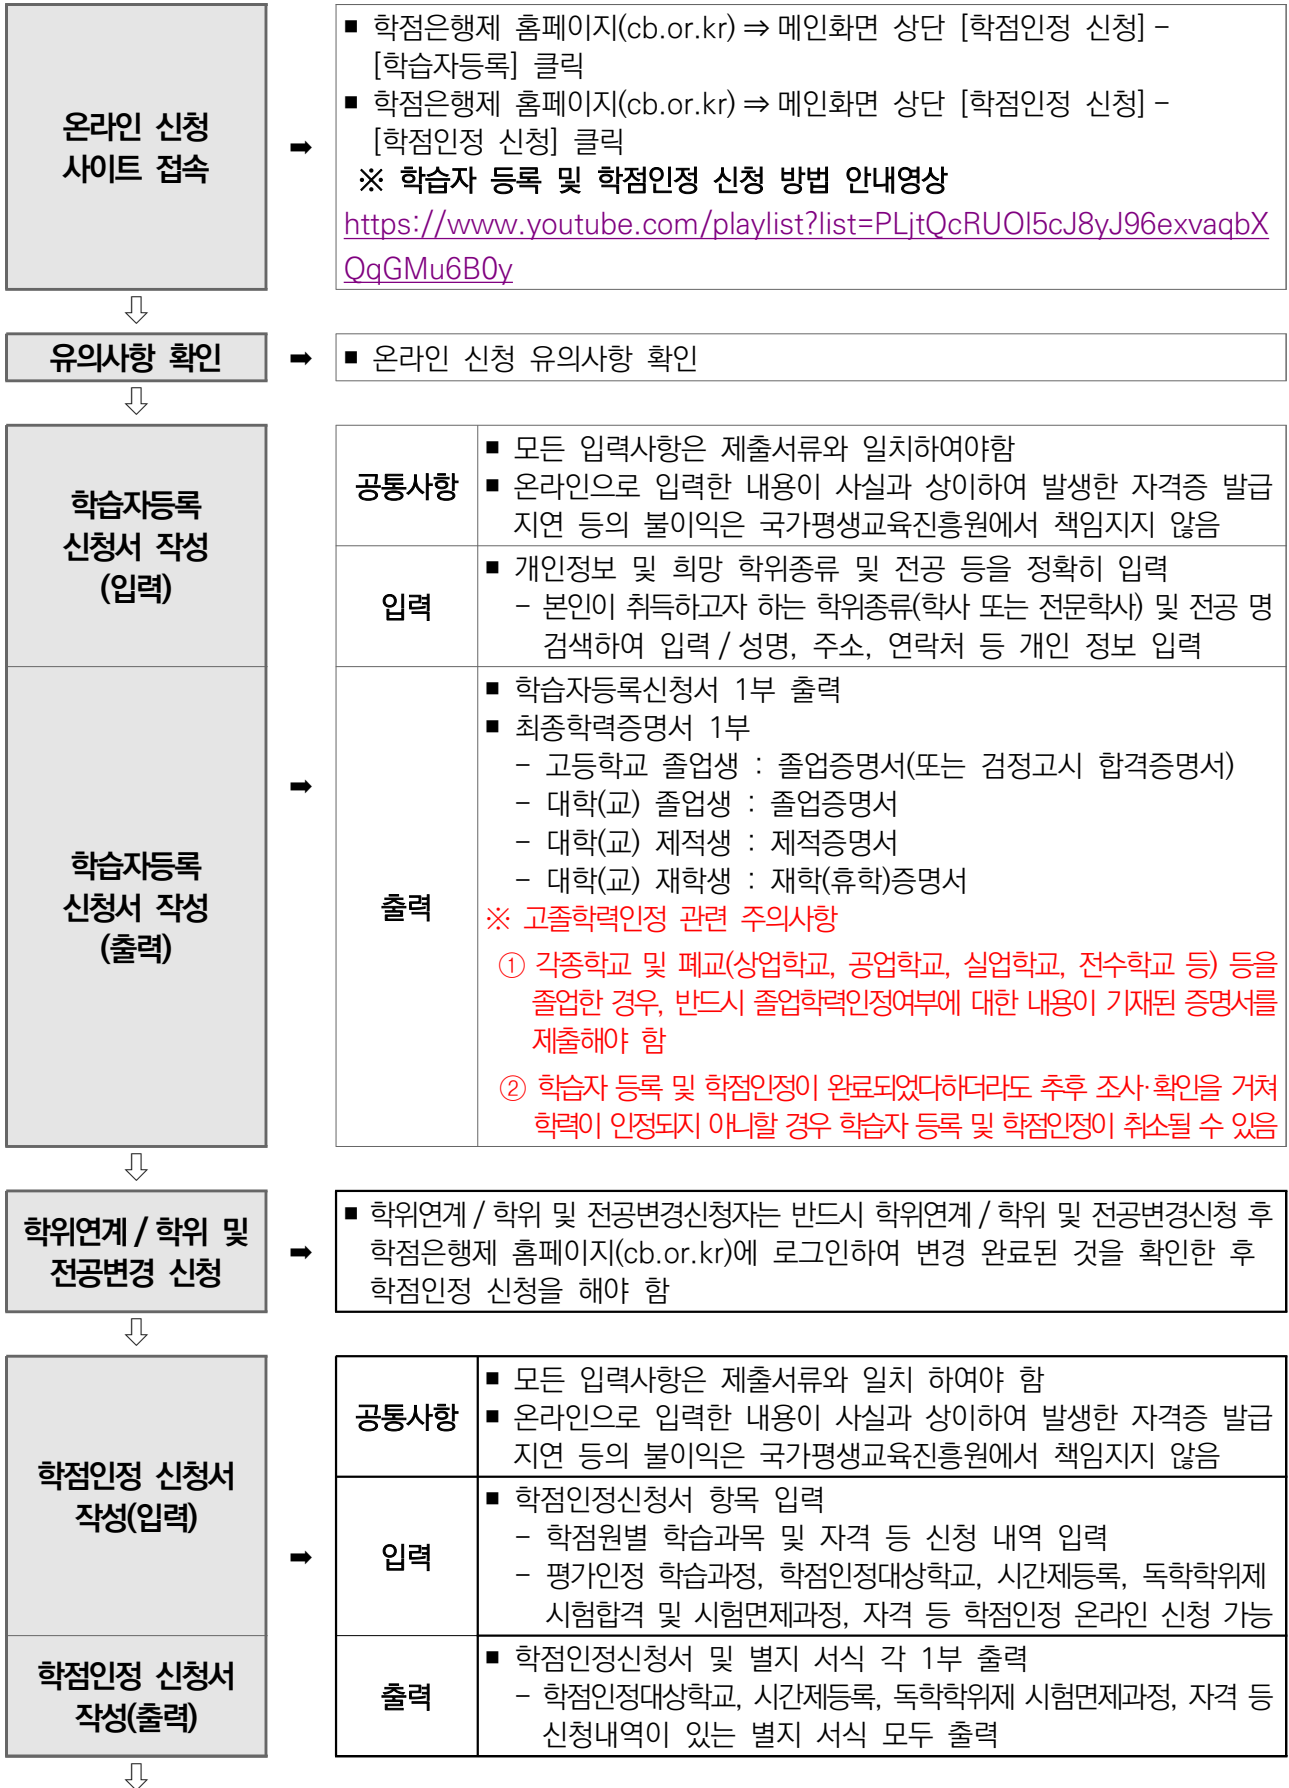 온라인 신청
사이트 접속
➡
■ 학점은행제 홈페이지(cb.or.kr) ⇒ 메인화면 상단 [학점인정 신청] -
[학습자등록] 클릭
■ 학점은행제 홈페이지(cb.or.kr) ⇒ 메인화면 상단 [학점인정 신청] -
[학점인정 신청] 클릭
※ 학습자 등록 및 학점인정 신청 방법 안내영상
https://www.youtube.com/playlist?list=PLjtQcRUOI5cJ8yJ96exvaqbX
QqGMu6B0y
⇩
유의사항 확인
➡
■ 온라인 신청 유의사항 확인
⇩
학습자등록
신청서 작성
(입력)
공통사항
■ 모든 입력사항은 제출서류와 일치하여야함
■ 온라인으로 입력한 내용이 사실과 상이하여 발생한 자격증 발급
지연 등의 불이익은 국가평생교육진흥원에서 책임지지 않음
입력
■ 개인정보 및 희망 학위종류 및 전공 등을 정확히 입력
- 본인이 취득하고자 하는 학위종류(학사 또는 전문학사) 및 전공 명
검색하여 입력 / 성명, 주소, 연락처 등 개인 정보 입력
학습자등록
신청서 작성
(출력)
➡
출력
■ 학습자등록신청서 1부 출력
■ 최종학력증명서 1부
- 고등학교 졸업생 : 졸업증명서(또는 검정고시 합격증명서)
- 대학(교) 졸업생 : 졸업증명서
- 대학(교) 제적생 : 제적증명서
- 대학(교) 재학생 : 재학(휴학)증명서
※ 고졸학력인정 관련 주의사항
① 각종학교 및 폐교(상업학교, 공업학교, 실업학교, 전수학교 등) 등을
졸업한 경우, 반드시 졸업학력인정여부에 대한 내용이 기재된 증명서를
제출해야 함
② 학습자 등록 및 학점인정이 완료되었다하더라도 추후 조사·확인을 거쳐
학력이 인정되지 아니할 경우 학습자 등록 및 학점인정이 취소될 수 있음
⇩
학위연계 / 학위 및
전공변경 신청
➡
■ 학위연계 / 학위 및 전공변경신청자는 반드시 학위연계 / 학위 및 전공변경신청 후
학점은행제 홈페이지(cb.or.kr)에 로그인하여 변경 완료된 것을 확인한 후
학점인정 신청을 해야 함
⇩
학점인정 신청서
작성(입력)
➡
공통사항
■ 모든 입력사항은 제출서류와 일치 하여야 함
■ 온라인으로 입력한 내용이 사실과 상이하여 발생한 자격증 발급
지연 등의 불이익은 국가평생교육진흥원에서 책임지지 않음
입력
■ 학점인정신청서 항목 입력
- 학점원별 학습과목 및 자격 등 신청 내역 입력
- 평가인정 학습과정, 학점인정대상학교, 시간제등록, 독학학위제
시험합격 및 시험면제과정, 자격 등 학점인정 온라인 신청 가능
학점인정 신청서
작성(출력)
출력
■ 학점인정신청서 및 별지 서식 각 1부 출력
- 학점인정대상학교, 시간제등록, 독학학위제 시험면제과정, 자격 등
신청내역이 있는 별지 서식 모두 출력
⇩